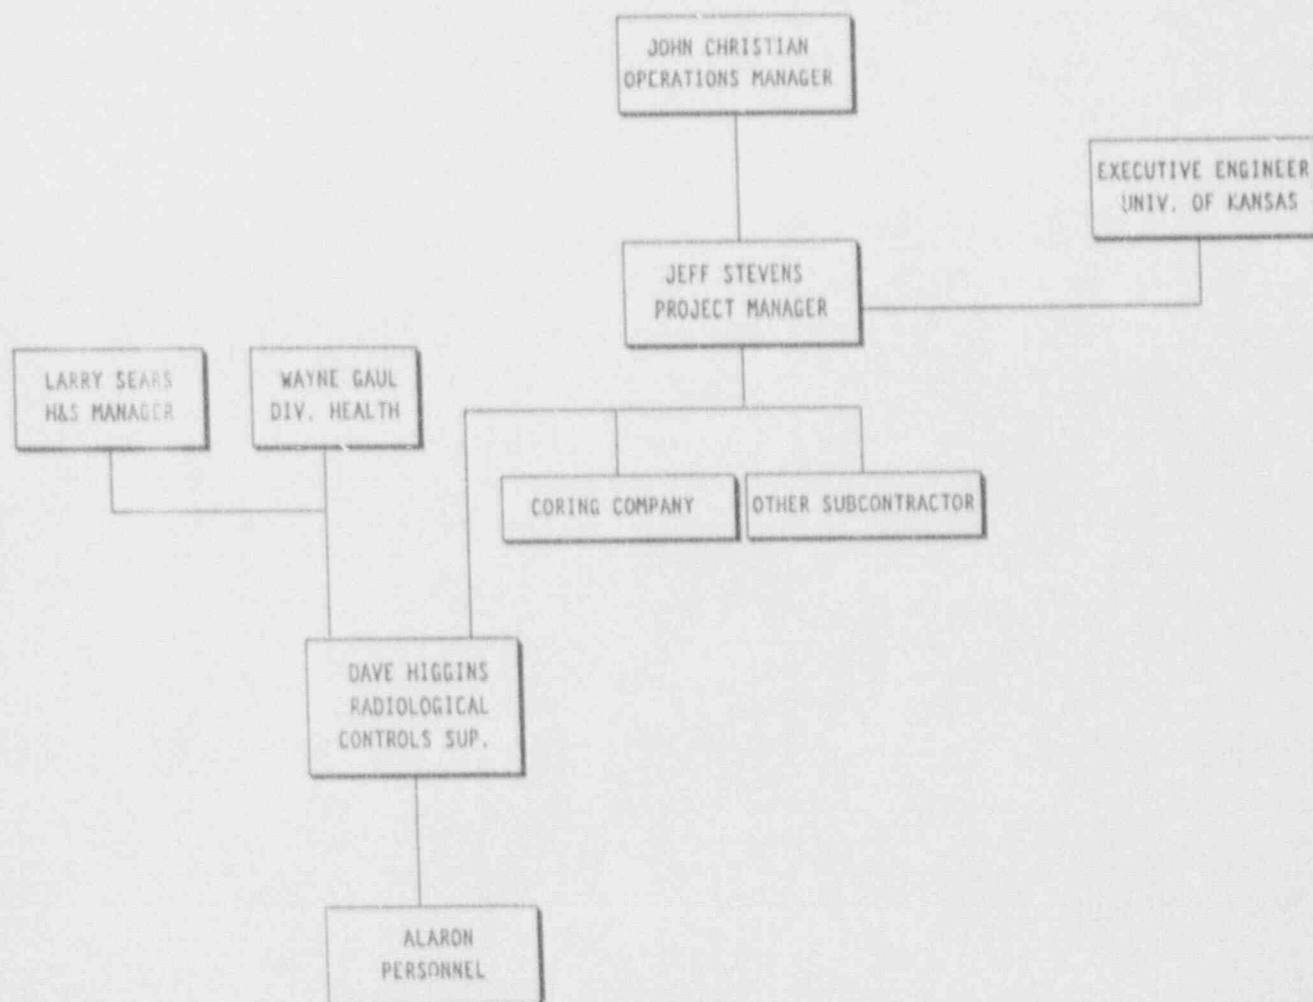 JOHN CHRISTIAN
OPERATIONS MANAGER
EXECUTIVE ENGINEER
UNIV. OF KANSAS
JEFF STEVENS
PROJECT MANAGER
LARRY SEARS
H&S MANAGER
WAYNE GAUL
DIV. HEALTH
CORING COMPANY
OTHER SUBCONTRACTOR
DAVE HIGGINS
RADIOLOGICAL
CONTROLS SUP.
ALARON
PERSONNEL